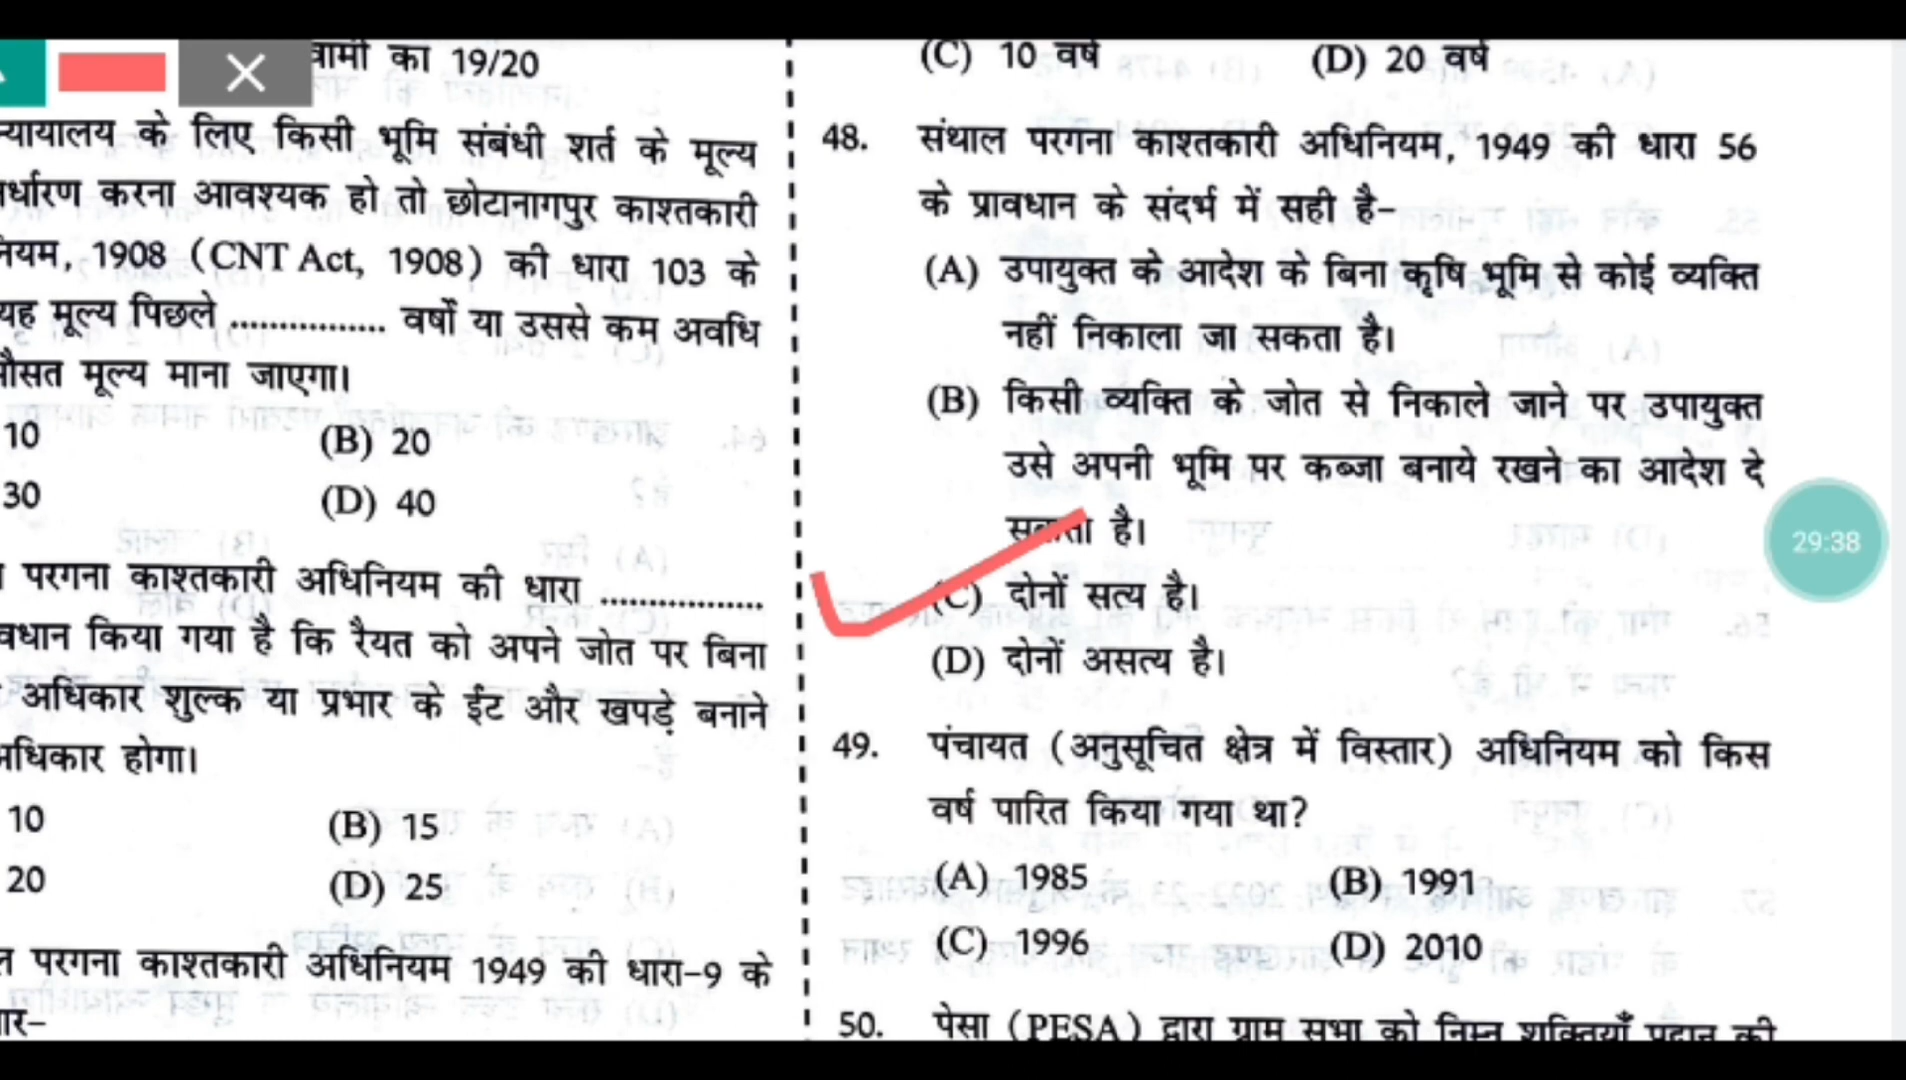 वामी का 19/20
न्यायालय के लिए किसी भूमि संबंधी शर्त के मूल्य
र्धारण करना आवश्यक हो तो छोटानागपुर काश्तकारी
नियम, 1908 (CNT Act, 1908) की धारा 103 के
यह मूल्य पिछले ................ वर्षों या उससे कम अवधि
औसत मूल्य माना जाएगा।
10 (B) 20
30 (D) 40
परगना काश्तकारी अधिनियम की धारा ................
वधान किया गया है कि रैयत को अपने जोत पर बिना
अधिकार शुल्क या प्रभार के ईंट और खपड़े बनाने
अधिकार होगा।
10 (B) 15
20 (D) 25
परगना काश्तकारी अधिनियम 1949 की धारा-9 के
ार-
(C) 10 वर्ष (D) 20 वर्ष
48. संथाल परगना काश्तकारी अधिनियम, 1949 की धारा 56
के प्रावधान के संदर्भ में सही है-
(A) उपायुक्त के आदेश के बिना कृषि भूमि से कोई व्यक्ति
नहीं निकाला जा सकता है।
(B) किसी व्यक्ति के जोत से निकाले जाने पर उपायुक्त
उसे अपनी भूमि पर कब्जा बनाये रखने का आदेश दे
सकता है।
(C) दोनों सत्य है।
(D) दोनों असत्य है।
49. पंचायत (अनुसूचित क्षेत्र में विस्तार) अधिनियम को किस
वर्ष पारित किया गया था?
(A) 1985 (B) 1991
(C) 1996 (D) 2010
50. पेसा (PESA) द्वारा ग्राम सभा को निम्न शक्तियाँ प्रदान की
29:38